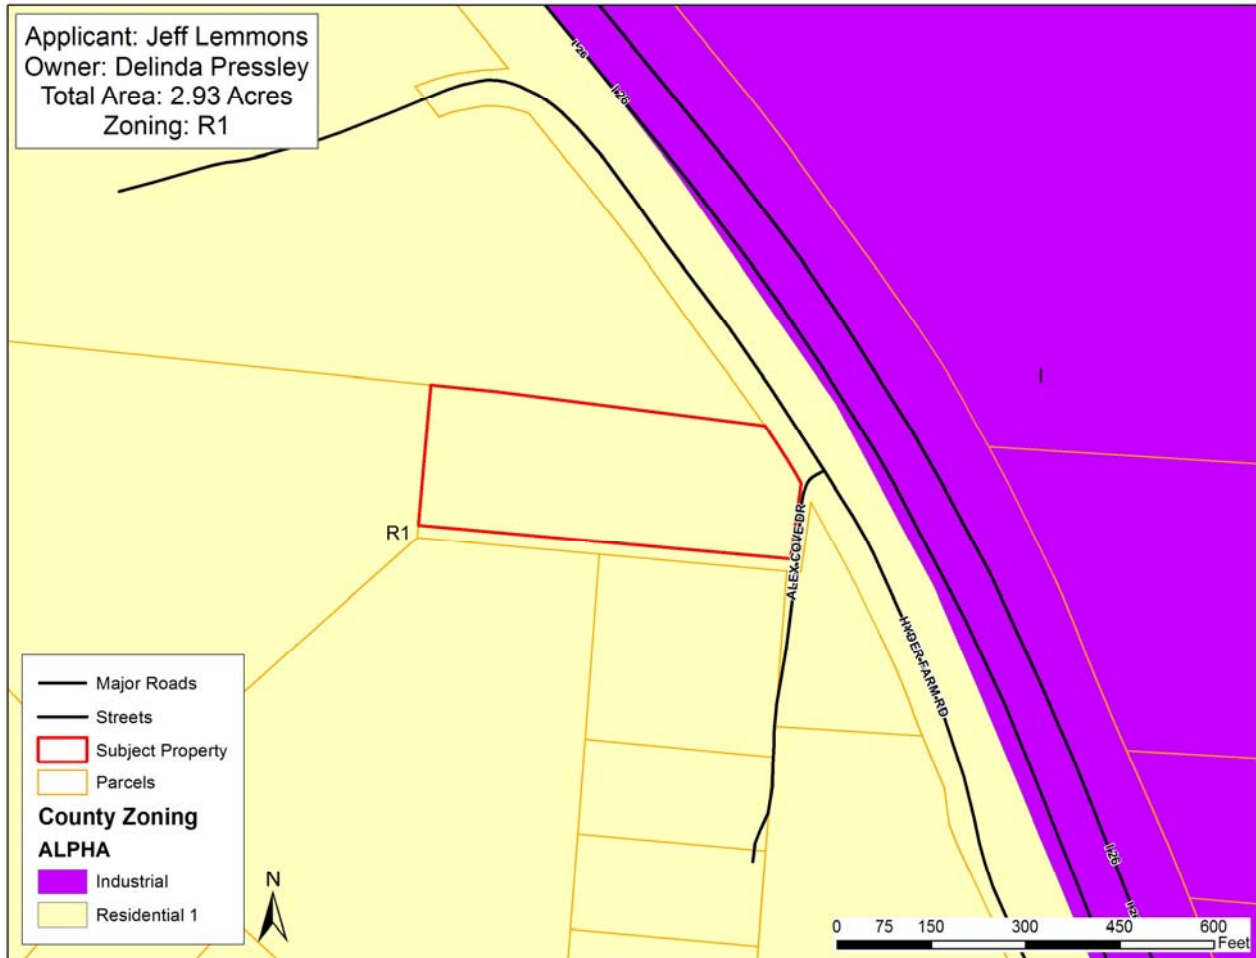 Applicant: Jeff Lemmons
Owner: Delinda Pressley
Total Area: 2.93 Acres
Zoning: R1
I 26
I 26
I
R1
ALEX COVE DR
HYDER FARM RD
I 26
I 26
Major Roads
Streets
Subject Property
Parcels
County Zoning
ALPHA
Industrial
Residential 1
N
0 75 150 300 450 600
Feet